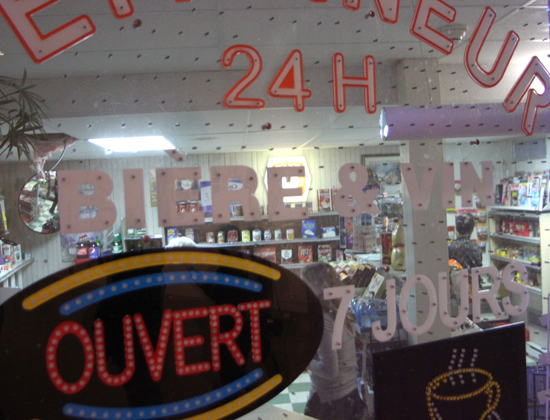 24 H
BIERE & VIN
7 JOURS
OUVERT